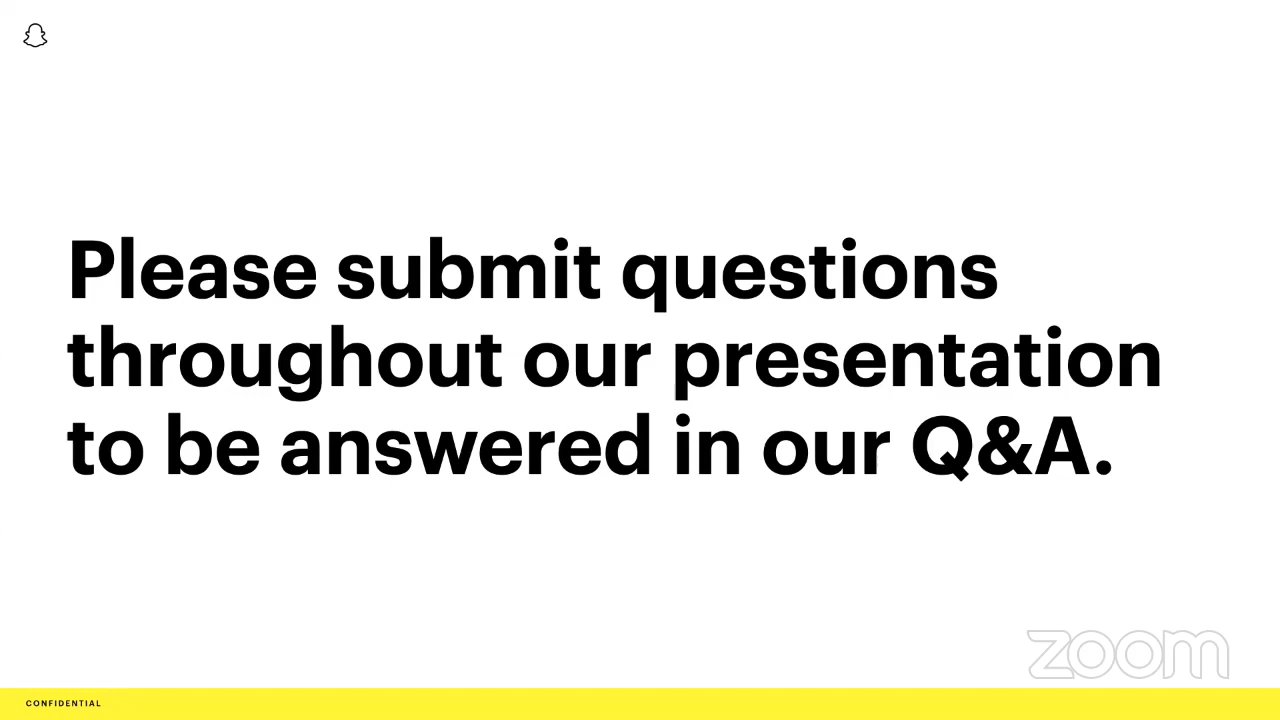 Please submit questions
throughout our presentation
to be answered in our Q&A.
zoom
CONFIDENTIAL